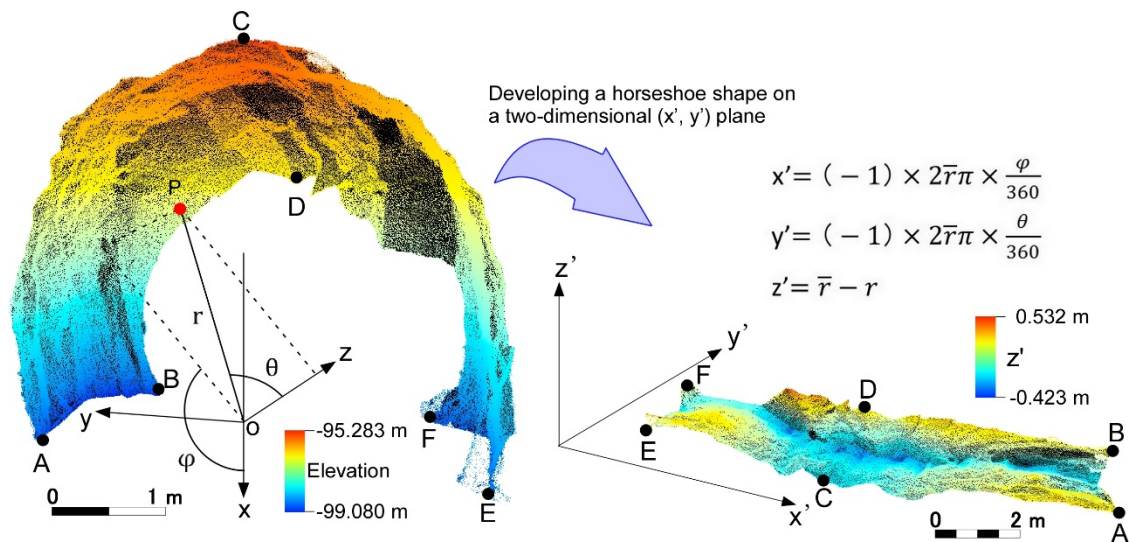 C
Developing a horseshoe shape on
a two-dimensional (x', y') plane
P
D
x'= (-1) × 2r̅π × φ/360
y'= (-1) × 2r̅π × θ/360
z'= r̅ - r
r
θ
z
B
y
o
A
φ
x
F
E
-95.283 m
Elevation
-99.080 m
0 1 m
z'
y'
x'
F
E
D
C
B
A
0.532 m
z'
-0.423 m
0 2 m